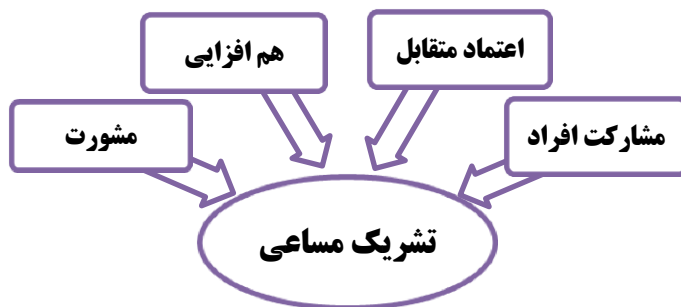 اعتماد متقابل
هم افزایی
مشارکت افراد
مشورت
تشریک مساعی